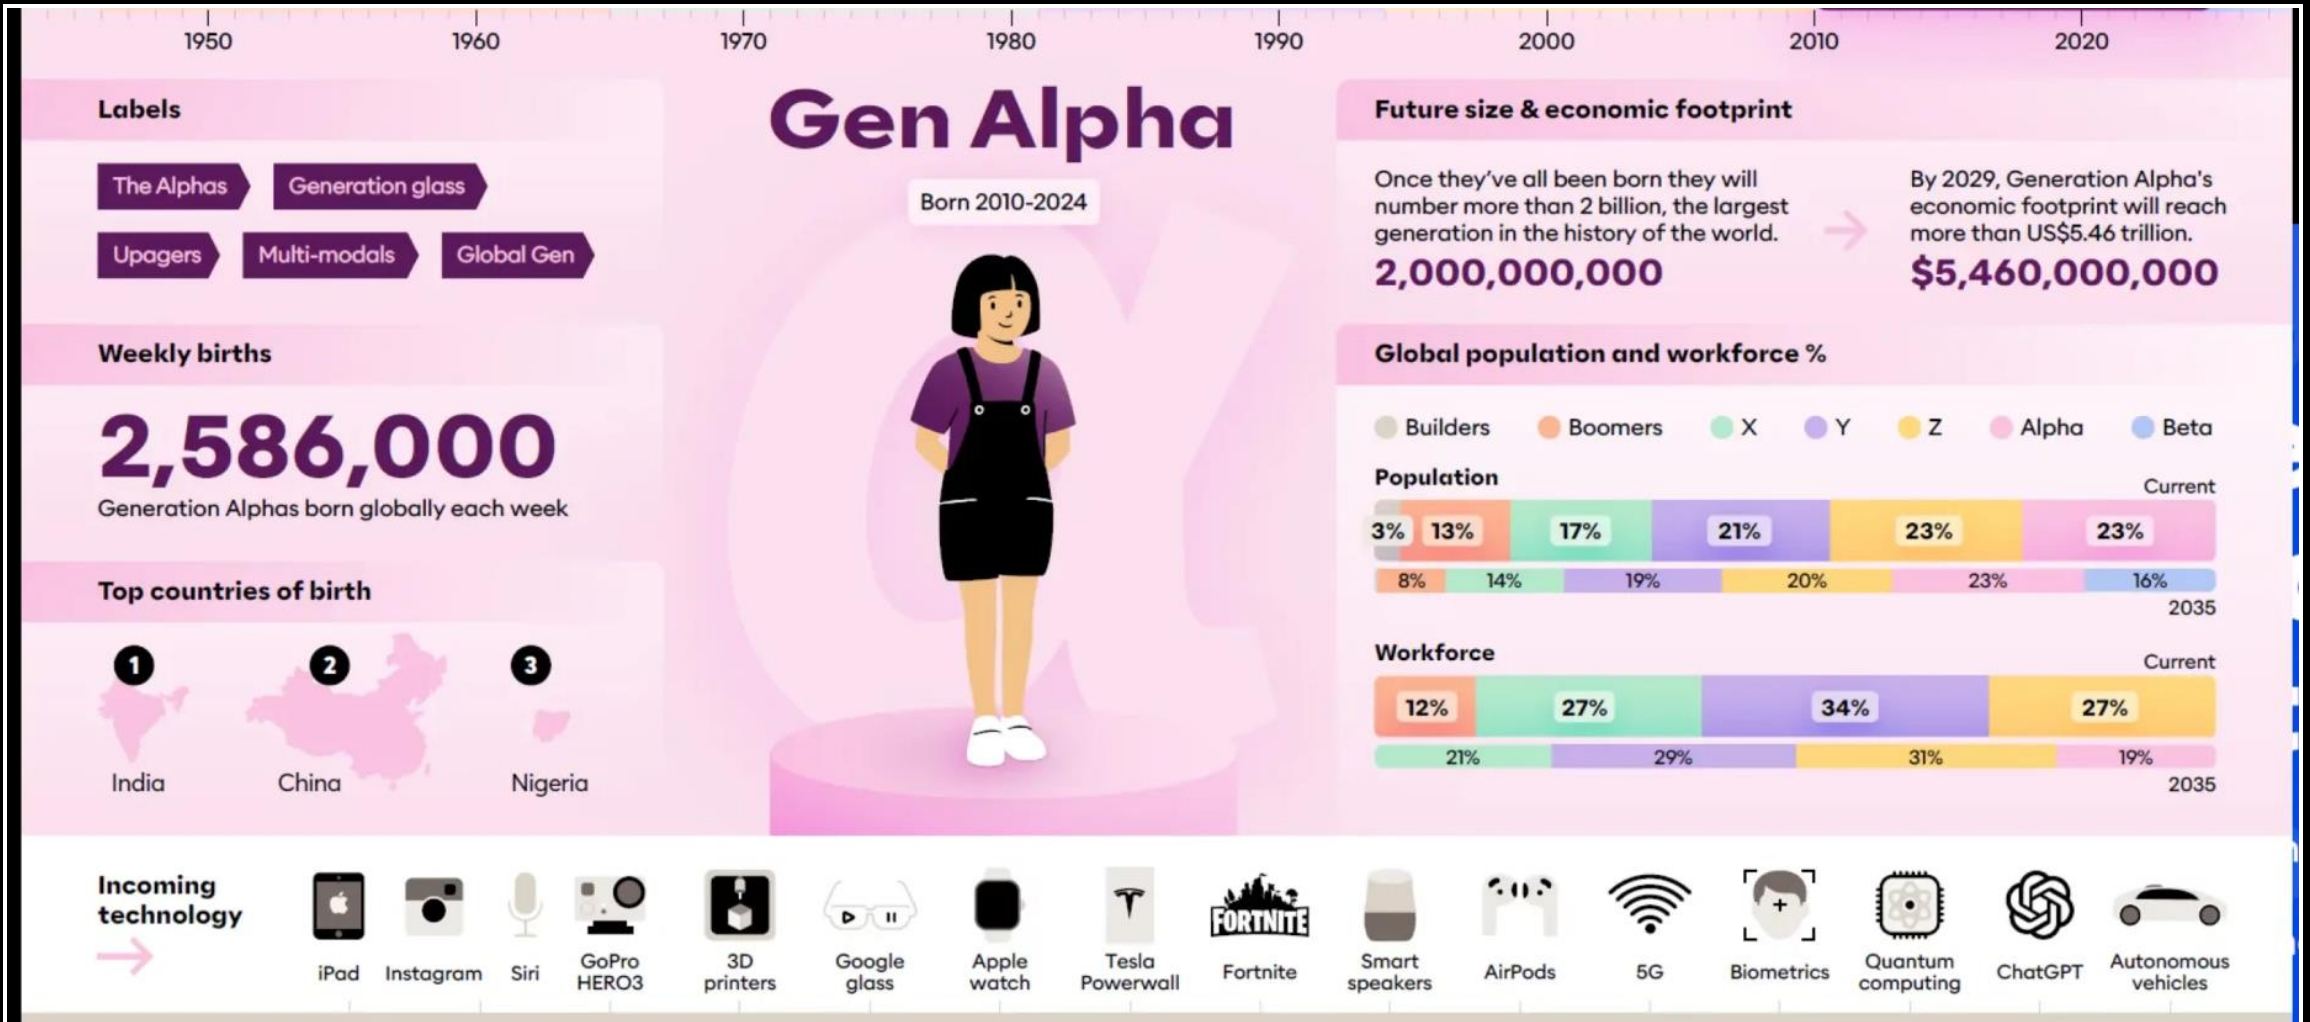 1950 1960 1970 1980 1990 2000 2010 2020
Gen Alpha
Born 2010-2024
Labels
The Alphas Generation glass
Upagers Multi-modals Global Gen
Weekly births
2,586,000
Generation Alphas born globally each week
Top countries of birth
1 2 3
India China Nigeria
Future size & economic footprint
Once they've all been born they will
number more than 2 billion, the largest
generation in the history of the world.
2,000,000,000
By 2029, Generation Alpha's
economic footprint will reach
more than US$5.46 trillion.
$5,460,000,000
Global population and workforce %
Builders Boomers X Y Z Alpha Beta
Population
Current
3% 13% 17% 21% 23% 23%
8% 14% 19% 20% 23% 16%
2035
Workforce
Current
12% 27% 34% 27%
21% 29% 31% 19%
2035
Incoming
technology
FORTNITE
iPad
Instagram
Siri
GoPro
HERO3
3D
printers
Google
glass
Apple
watch
Tesla
Powerwall
Fortnite
Smart
speakers
AirPods
5G
Biometrics
Quantum
computing
ChatGPT
Autonomous
vehicles